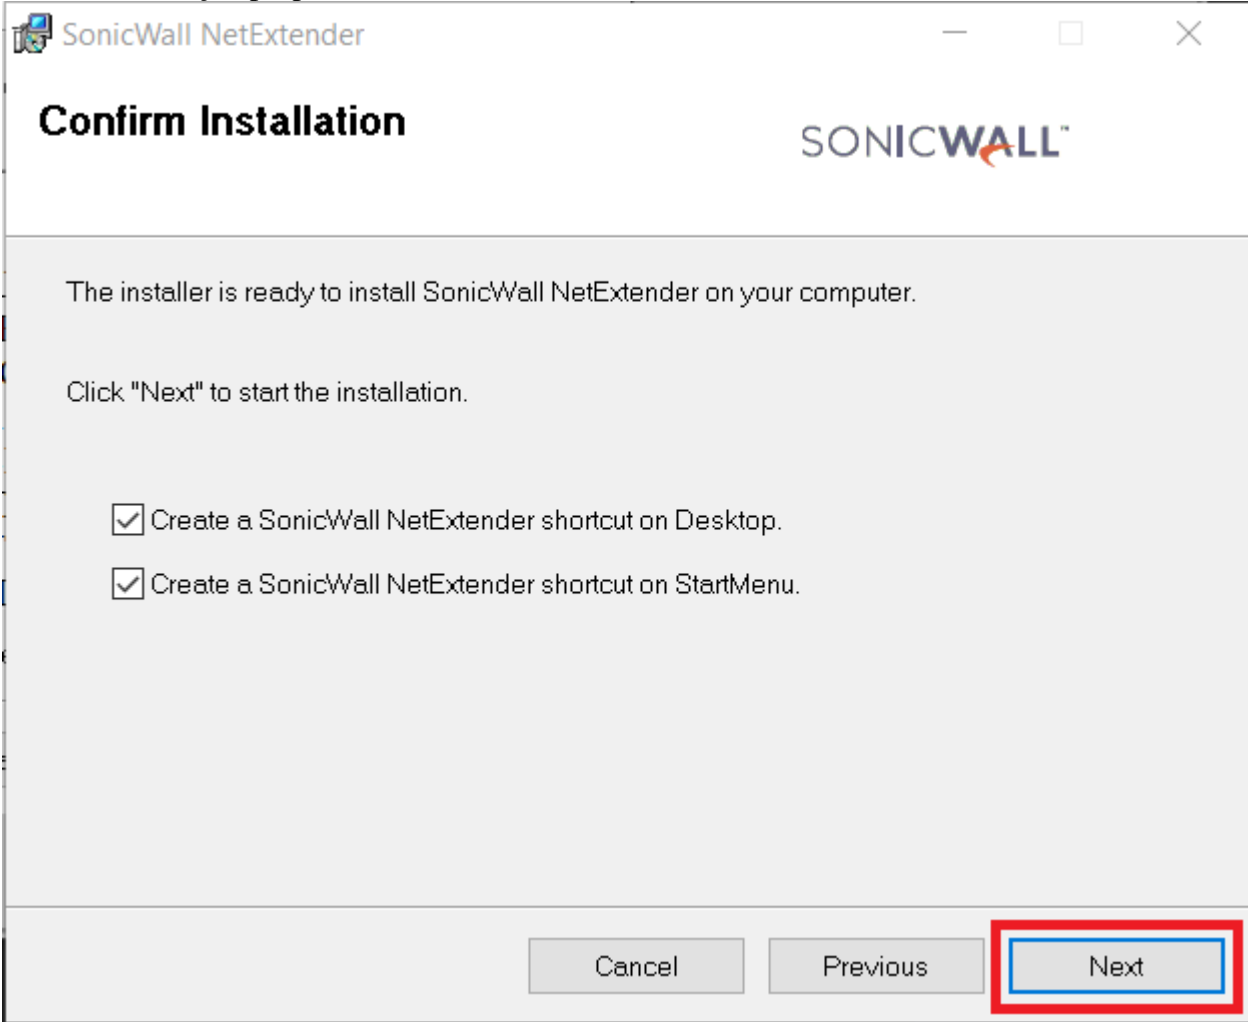 SonicWall NetExtender
Confirm Installation
SONICWALL™
The installer is ready to install SonicWall NetExtender on your computer.
Click "Next" to start the installation.
Create a SonicWall NetExtender shortcut on Desktop.
Create a SonicWall NetExtender shortcut on StartMenu.
Cancel
Previous
Next